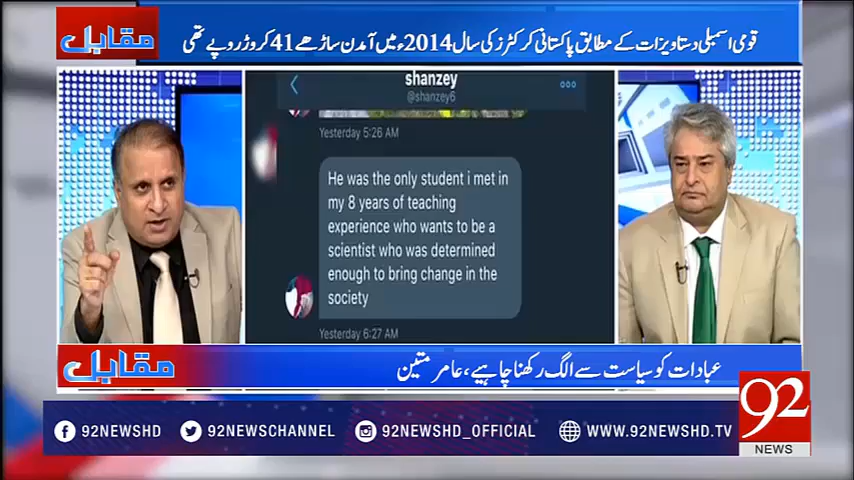 مقابل
قومی اسمبلی دستاویزات کے مطابق پاکستانی کرکٹرز کی سال 2014ء میں آمدن ساڑھے 41 کروڑ روپے تھی
shanzey
@shanzey6
Yesterday 5:26 AM
He was the only student i met in
my 8 years of teaching
experience who wants to be a
scientist who was determined
enough to bring change in the
society
Yesterday 6:27 AM
مقابل
عبادات کو سیاست سے الگ رکھنا چاہیے، عامر متین
92NEWSHD
92NEWSCHANNEL
92NEWSHD_OFFICIAL
WWW.92NEWSHD.TV
92
NEWS